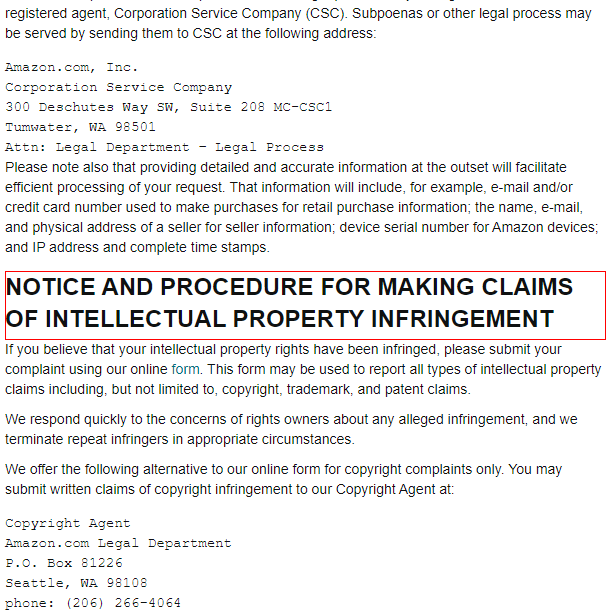 registered agent, Corporation Service Company (CSC). Subpoenas or other legal process may
be served by sending them to CSC at the following address:
Amazon.com, Inc.
Corporation Service Company
300 Deschutes Way SW, Suite 208 MC-CSC1
Tumwater, WA 98501
Attn: Legal Department – Legal Process
Please note also that providing detailed and accurate information at the outset will facilitate
efficient processing of your request. That information will include, for example, e-mail and/or
credit card number used to make purchases for retail purchase information; the name, e-mail,
and physical address of a seller for seller information; device serial number for Amazon devices;
and IP address and complete time stamps.
NOTICE AND PROCEDURE FOR MAKING CLAIMS
OF INTELLECTUAL PROPERTY INFRINGEMENT
If you believe that your intellectual property rights have been infringed, please submit your
complaint using our online form. This form may be used to report all types of intellectual property
claims including, but not limited to, copyright, trademark, and patent claims.
We respond quickly to the concerns of rights owners about any alleged infringement, and we
terminate repeat infringers in appropriate circumstances.
We offer the following alternative to our online form for copyright complaints only. You may
submit written claims of copyright infringement to our Copyright Agent at:
Copyright Agent
Amazon.com Legal Department
P.O. Box 81226
Seattle, WA 98108
phone: (206) 266-4064